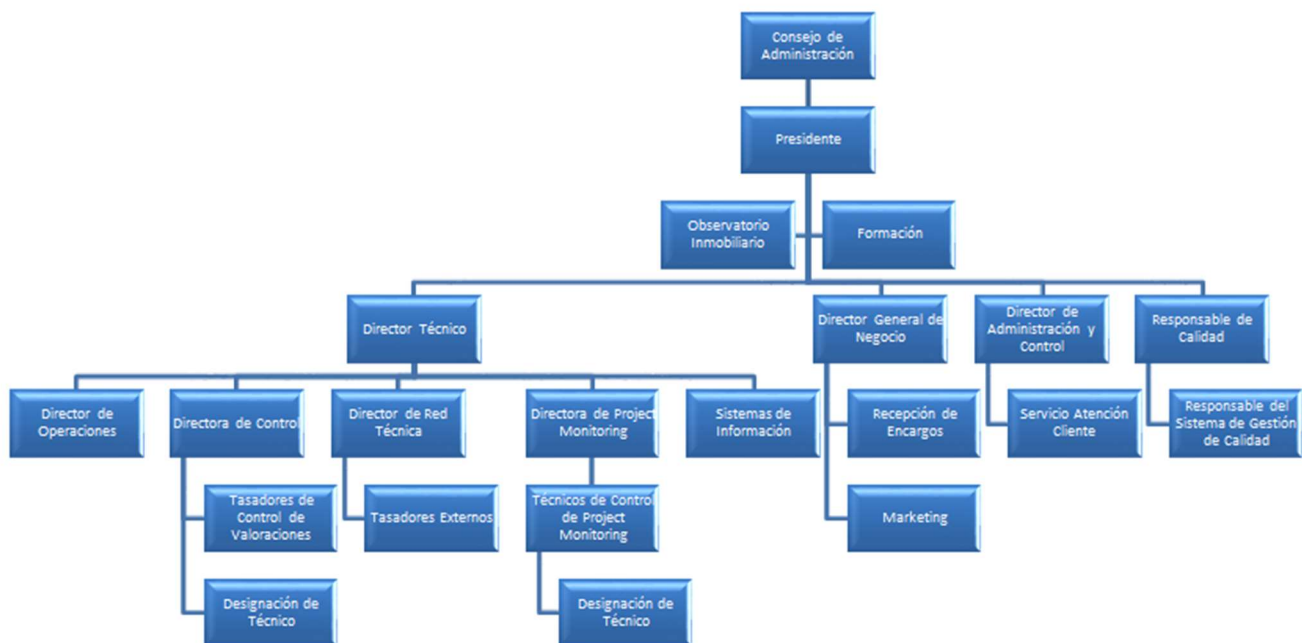 Consejo de
Administración
Presidente
Observatorio
Inmobiliario
Formación
Director Técnico
Director General de
Negocio
Director de
Administración y
Control
Responsable de
Calidad
Director de
Operaciones
Directora de Control
Director de Red
Técnica
Directora de Project
Monitoring
Sistemas de
Información
Recepción de
Encargos
Servicio Atención
Cliente
Responsable del
Sistema de Gestión
de Calidad
Tasadores de
Control de
Valoraciones
Tasadores Externos
Técnicos de Control
de Project
Monitoring
Marketing
Designación de
Técnico
Designación de
Técnico